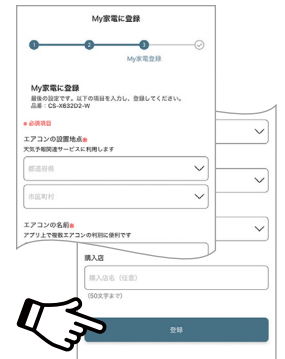 My家電に登録
1
2
3
My家電登録
My家電に登録
最後の設定です。以下の項目を入力し、登録してください。
品番：CS-X632D2-W
※必須項目
エアコンの設置地点※
天気予報関連サービスに利用します
都道府県
市区町村
エアコンの名前※
アプリ上で複数エアコンの判別に便利です
購入店
購入店名（任意）
(50文字まで)
登録